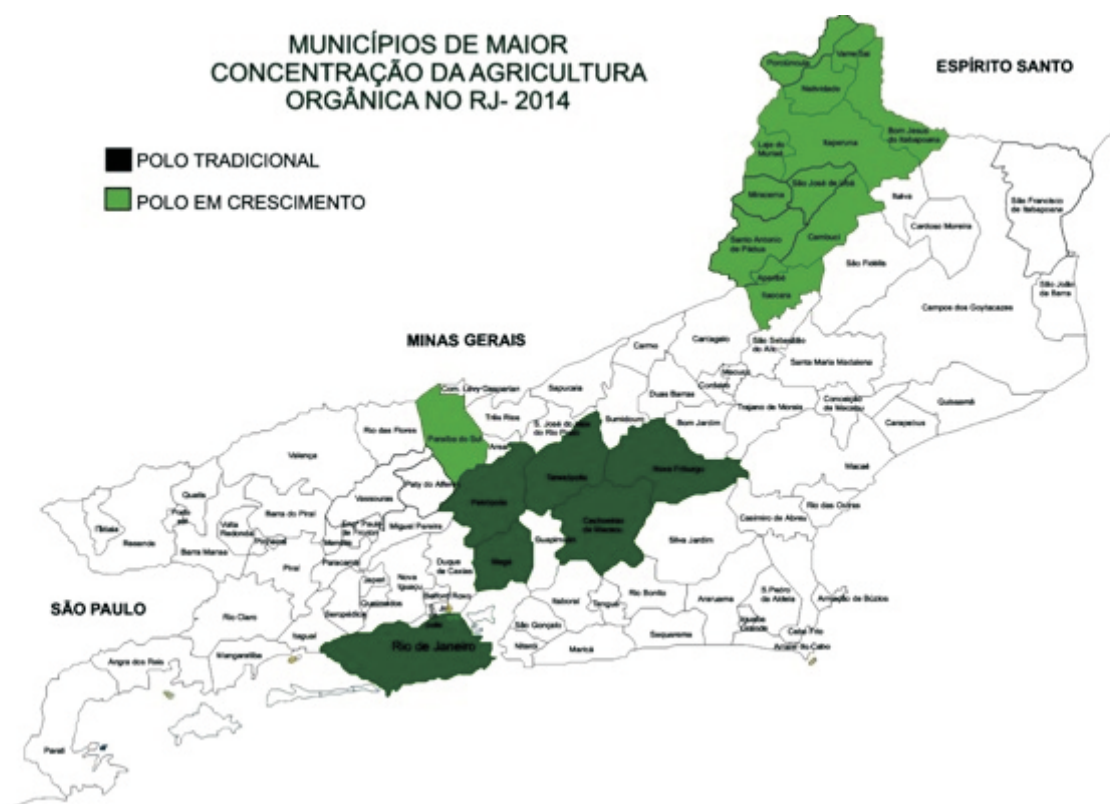 MUNICÍPIOS DE MAIOR
CONCENTRAÇÃO DA AGRICULTURA
ORGÂNICA NO RJ- 2014
ESPÍRITO SANTO
POLO TRADICIONAL
POLO EM CRESCIMENTO
Porciúncula
Varre-Sai
Natividade
Bom Jesus
do Itabapoana
Itaperuna
Laje do
Muriaé
São José de Ubá
Miracema
Italva
São Francisco
de Itabapoana
Cardoso Moreira
Cambuci
Santo Antonio
de Pádua
São Fidélis
Aperibé
Itaocara
São João
da Barra
Campos dos Goytacazes
MINAS GERAIS
Carmo
Cantagalo
São Sebastião
do Alto
Santa Maria Madalena
Macuco
Cordeiro
Com. Levy Gasparian
Sapucaia
Duas Barras
Trajano de Morais
Conceição
de Macabu
Quissamã
Carapebus
Três Rios
Sumidouro
Bom Jardim
Rio das Flores
Paraíba do Sul
Areal
Valença
Macaé
Nova Friburgo
Teresópolis
Petrópolis
Paty do Alferes
Vassouras
Quatis
Itatiaia
Resende
Volta
Redonda
Barra do Piraí
Barra Mansa
Pinheiral
Mendes
Miguel Pereira
Cachoeiras
de Macacu
Rio das Ostras
Casimiro de Abreu
Silva Jardim
Guapimirim
Magé
Duque
de Caxias
Piraí
Paracambi
Japeri
Nova
Iguaçu
Queimados
Seropédica
Belford Roxo
Itaboraí
Tanguá
Rio Bonito
Araruama
S.Pedro
da Aldeia
Armação de Búzios
Iguaba
Grande
Cabo Frio
Arraial do Cabo
SÃO PAULO
Rio Claro
Itaguaí
Rio de Janeiro
São Gonçalo
Niterói
Maricá
Saquarema
Angra dos Reis
Mangaratiba
Parati